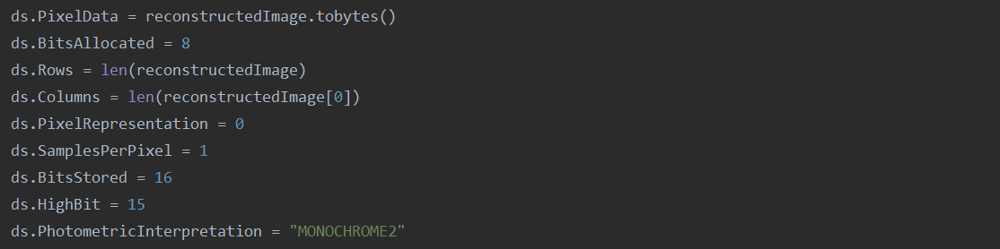 ds.PixelData = reconstructedImage.tobytes()
ds.BitsAllocated = 8
ds.Rows = len(reconstructedImage)
ds.Columns = len(reconstructedImage[0])
ds.PixelRepresentation = 0
ds.SamplesPerPixel = 1
ds.BitsStored = 16
ds.HighBit = 15
ds.PhotometricInterpretation = "MONOCHROME2"